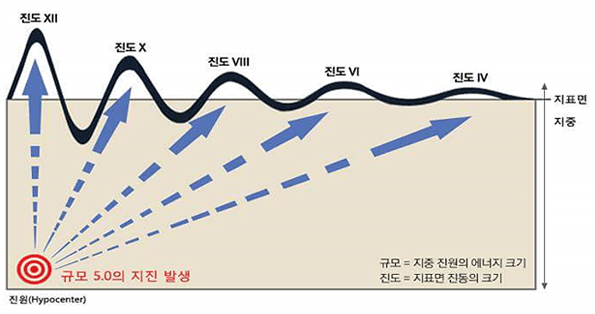 진도 XII
진도 X
진도 VIII
진도 VI
진도 IV
지표면
지중
규모 5.0의 지진 발생
규모 = 지중 진원의 에너지 크기
진도 = 지표면 진동의 크기
진원(Hypocenter)